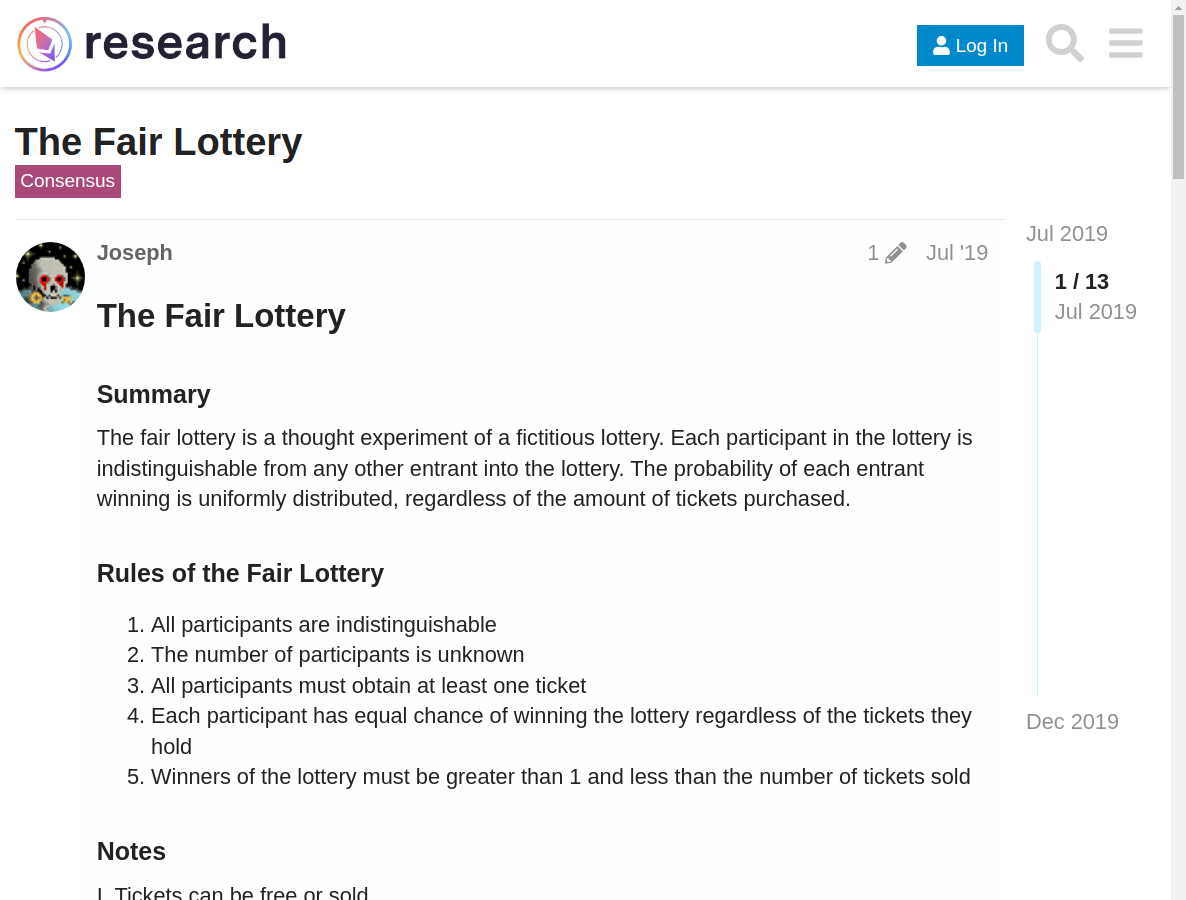 research
Log In
The Fair Lottery
Consensus
Joseph
1
Jul '19
Jul 2019
1 / 13
Jul 2019
The Fair Lottery
Summary
The fair lottery is a thought experiment of a fictitious lottery. Each participant in the lottery is
indistinguishable from any other entrant into the lottery. The probability of each entrant
winning is uniformly distributed, regardless of the amount of tickets purchased.
Rules of the Fair Lottery
1. All participants are indistinguishable
2. The number of participants is unknown
3. All participants must obtain at least one ticket
4. Each participant has equal chance of winning the lottery regardless of the tickets they
hold
5. Winners of the lottery must be greater than 1 and less than the number of tickets sold
Dec 2019
Notes
I. Tickets can be free or sold